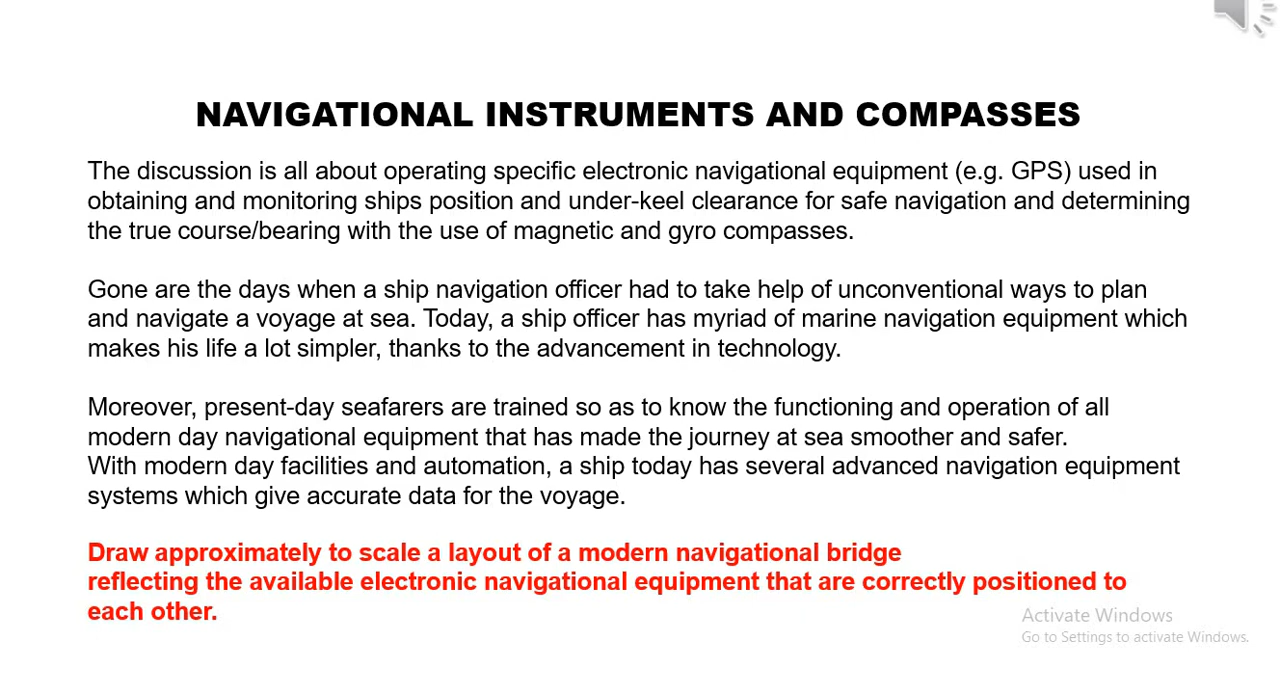 NAVIGATIONAL INSTRUMENTS AND COMPASSES
The discussion is all about operating specific electronic navigational equipment (e.g. GPS) used in
obtaining and monitoring ships position and under-keel clearance for safe navigation and determining
the true course/bearing with the use of magnetic and gyro compasses.
Gone are the days when a ship navigation officer had to take help of unconventional ways to plan
and navigate a voyage at sea. Today, a ship officer has myriad of marine navigation equipment which
makes his life a lot simpler, thanks to the advancement in technology.
Moreover, present-day seafarers are trained so as to know the functioning and operation of all
modern day navigational equipment that has made the journey at sea smoother and safer.
With modern day facilities and automation, a ship today has several advanced navigation equipment
systems which give accurate data for the voyage.
Draw approximately to scale a layout of a modern navigational bridge
reflecting the available electronic navigational equipment that are correctly positioned to
each other.
Activate Windows
Go to Settings to activate Windows.